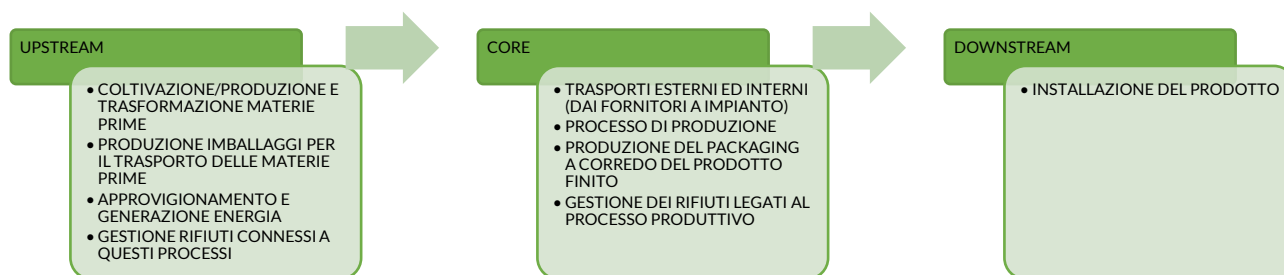 UPSTREAM
• COLTIVAZIONE/PRODUZIONE E
TRASFORMAZIONE MATERIE
PRIME
• PRODUZIONE IMBALLAGGI PER
IL TRASPORTO DELLE MATERIE
PRIME
• APPROVIGIONAMENTO E
GENERAZIONE ENERGIA
• GESTIONE RIFIUTI CONNESSI A
QUESTI PROCESSI
CORE
• TRASPORTI ESTERNI ED INTERNI
(DAI FORNITORI A IMPIANTO)
• PROCESSO DI PRODUZIONE
• PRODUZIONE DEL PACKAGING
A CORREDO DEL PRODOTTO
FINITO
• GESTIONE DEI RIFIUTI LEGATI AL
PROCESSO PRODUTTIVO
DOWNSTREAM
• INSTALLAZIONE DEL PRODOTTO